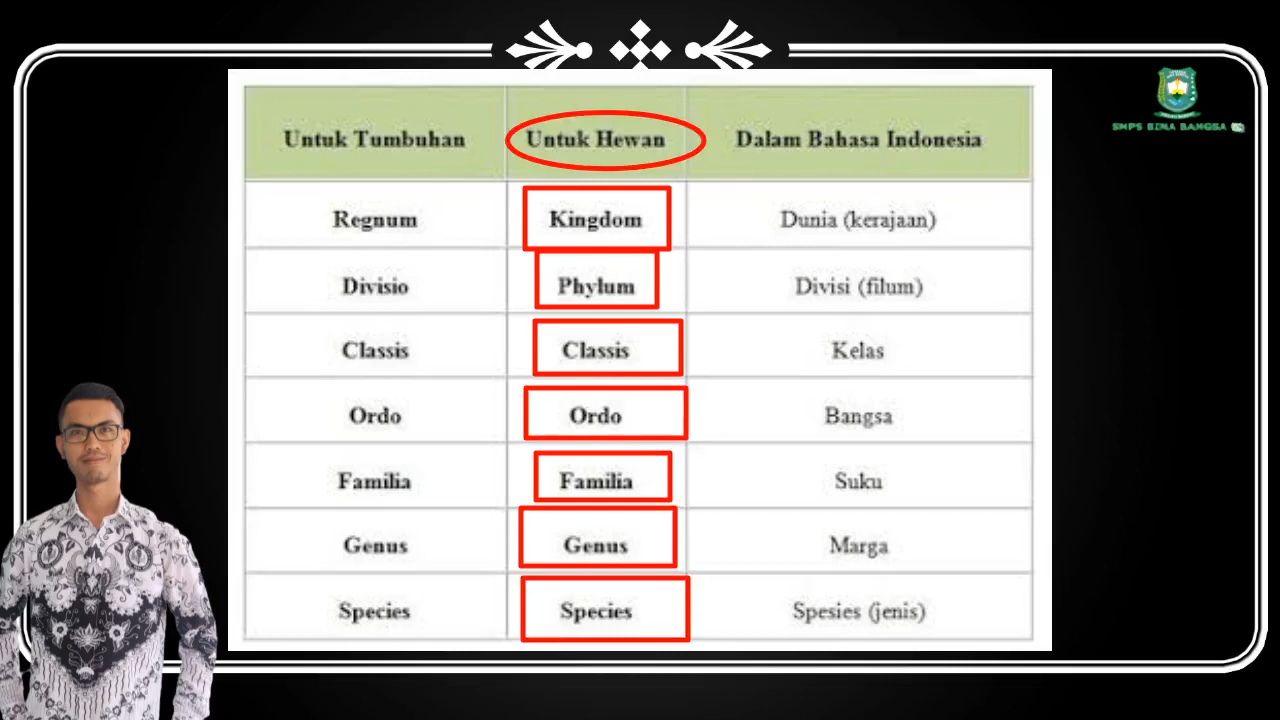 SMPS BINA BANGSA
Untuk Tumbuhan Untuk Hewan Dalam Bahasa Indonesia
Regnum Kingdom Dunia (kerajaan)
Divisio Phylum Divisi (filum)
Classis Classis Kelas
Ordo Ordo Bangsa
Familia Familia Suku
Genus Genus Marga
Species Species Spesies (jenis)